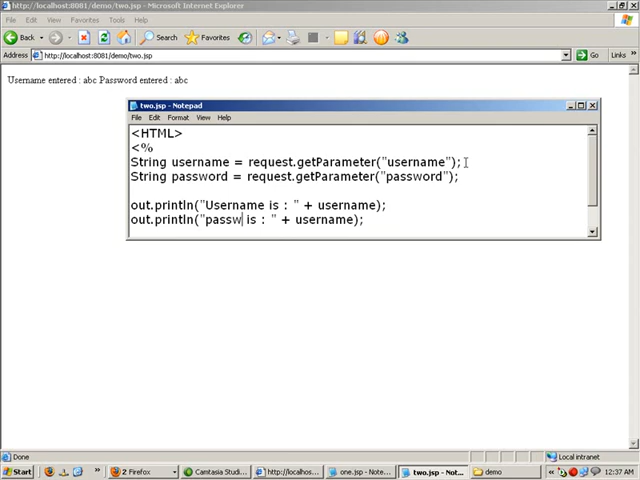 http://localhost:8081/demo/two.jsp - Microsoft Internet Explorer
File Edit View Favorites Tools Help
Back Search Favorites
Address http://localhost:8081/demo/two.jsp Go Links »
Username entered : abc Password entered : abc
two.jsp - Notepad
File Edit Format View Help
<HTML>
<%
String username = request.getParameter("username");
String password = request.getParameter("password");
out.println("Username is : " + username);
out.println("passw is : " + username);
Done Local intranet
Start » 2 Firefox Camtasia Studi... http://localhos... one.jsp - Note... two.jsp - Not... demo 12:37 AM